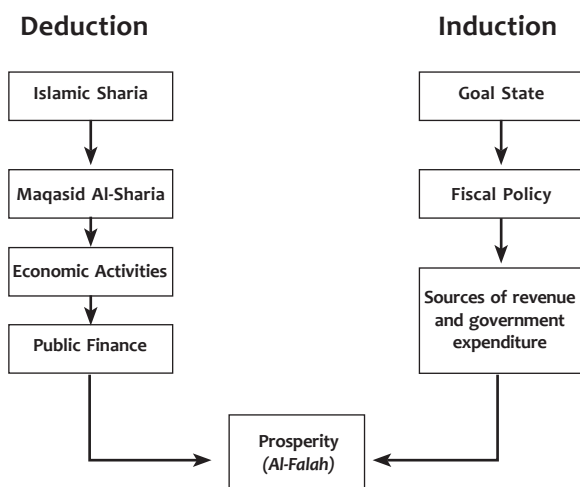 Deduction
Islamic Sharia
Maqasid Al-Sharia
Economic Activities
Public Finance
Induction
Goal State
Fiscal Policy
Sources of revenue
and government
expenditure
Prosperity
(Al-Falah)